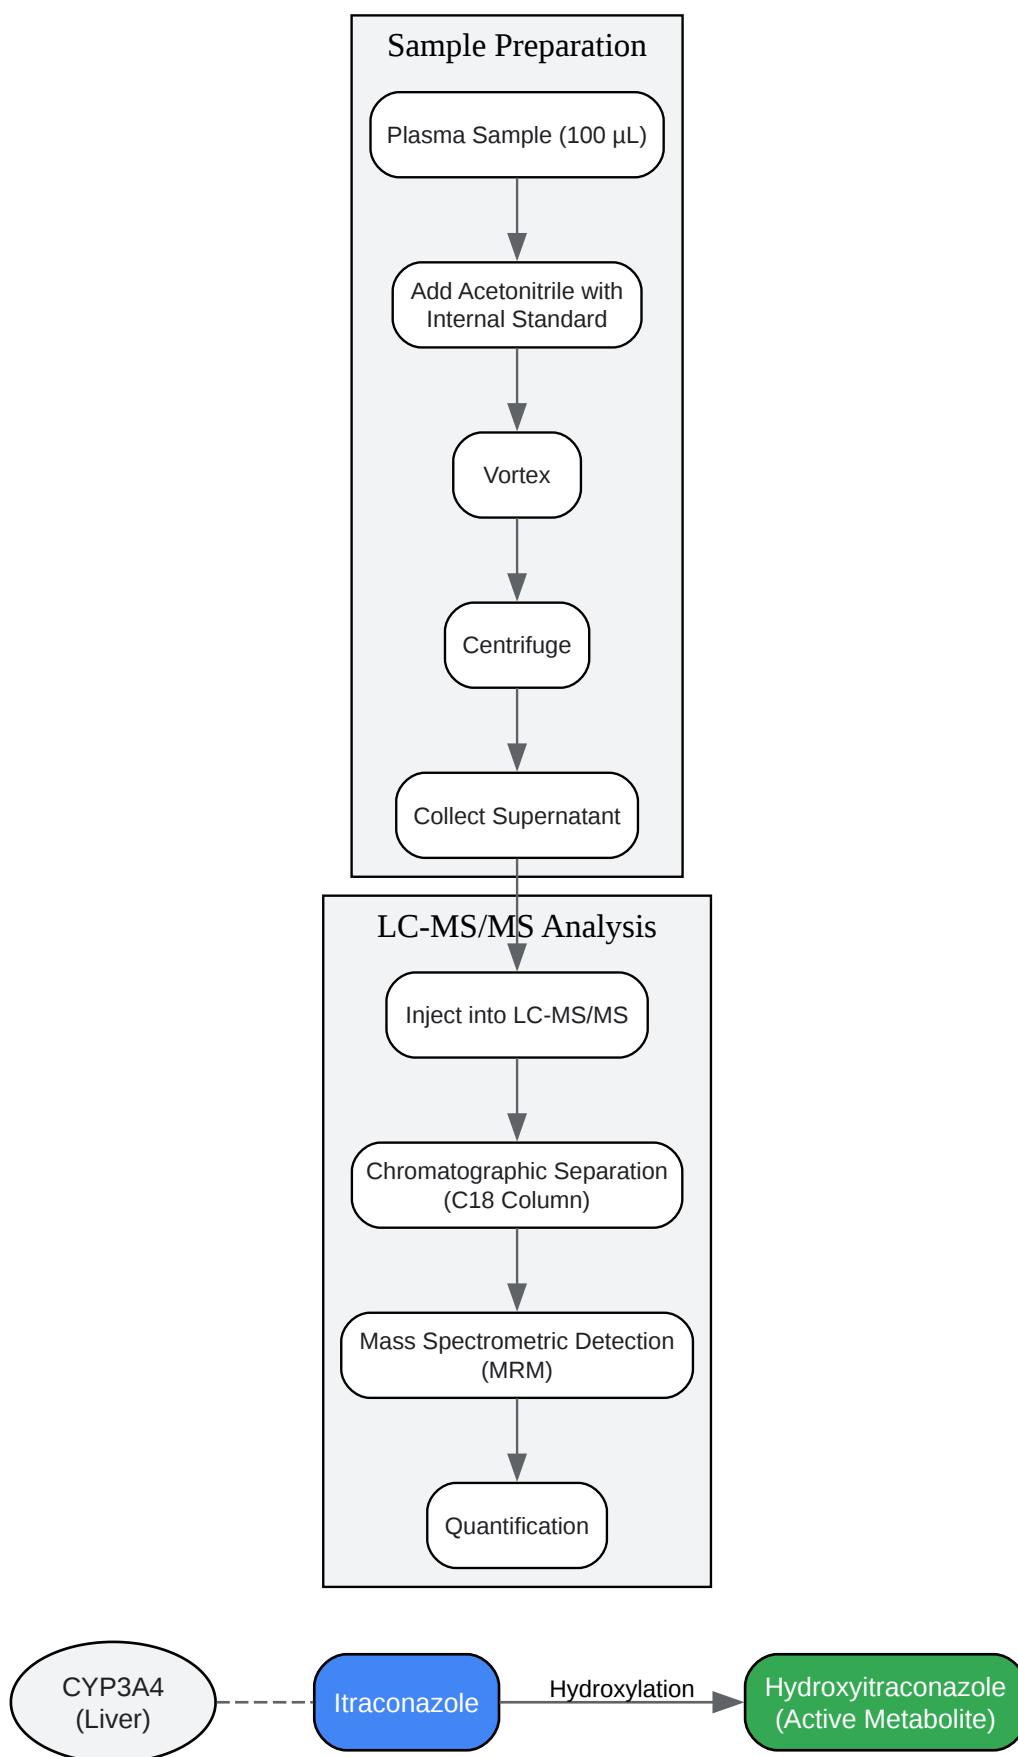 Sample Preparation
Plasma Sample (100 µL)
Add Acetonitrile with
Internal Standard
Vortex
Centrifuge
Collect Supernatant
LC-MS/MS Analysis
Inject into LC-MS/MS
Chromatographic Separation
(C18 Column)
Mass Spectrometric Detection
(MRM)
Quantification
CYP3A4
(Liver)
Itraconazole
Hydroxylation
Hydroxyitraconazole
(Active Metabolite)